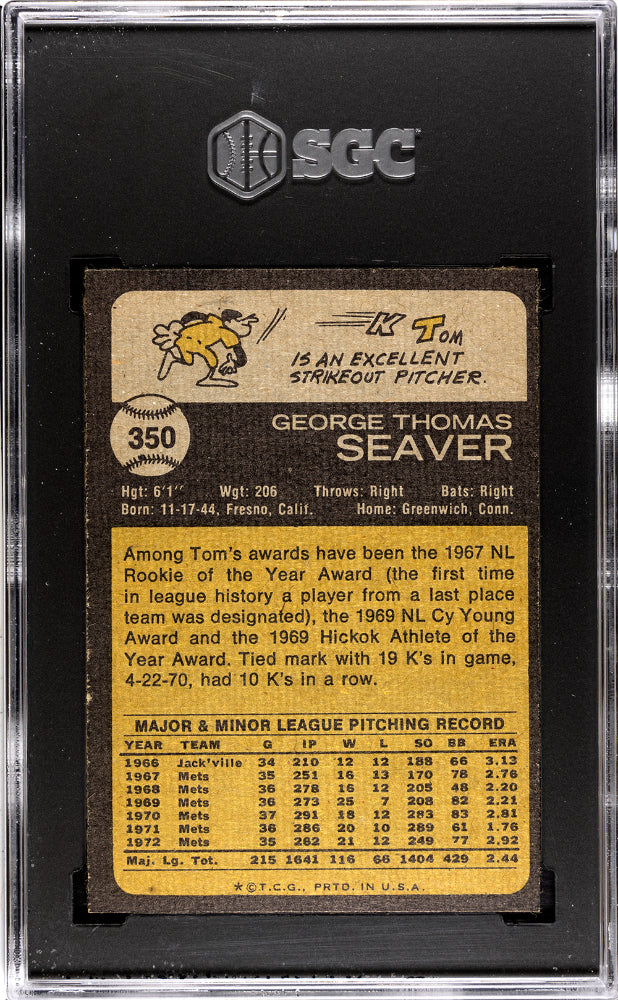 SGC
K Tom
IS AN EXCELLENT
STRIKEOUT PITCHER.
350
GEORGE THOMAS
SEAVER
Hgt: 6'1" Wgt: 206 Throws: Right Bats: Right
Born: 11-17-44, Fresno, Calif. Home: Greenwich, Conn.
Among Tom's awards have been the 1967 NL
Rookie of the Year Award (the first time
in league history a player from a last place
team was designated), the 1969 NL Cy Young
Award and the 1969 Hickok Athlete of the
Year Award. Tied mark with 19 K's in game,
4-22-70, had 10 K's in a row.
MAJOR & MINOR LEAGUE PITCHING RECORD
YEAR TEAM G IP W L SO BB ERA
1966 Jack'ville 34 210 12 12 188 66 3.13
1967 Mets 35 251 16 13 170 78 2.76
1968 Mets 36 278 16 12 205 48 2.20
1969 Mets 36 273 25 7 208 82 2.21
1970 Mets 37 291 18 12 283 83 2.81
1971 Mets 36 286 20 10 289 61 1.76
1972 Mets 35 262 21 12 249 77 2.92
Maj. Lg. Tot. 215 1641 116 66 1404 429 2.44
*©T.C.G., PRTD. IN U.S.A.